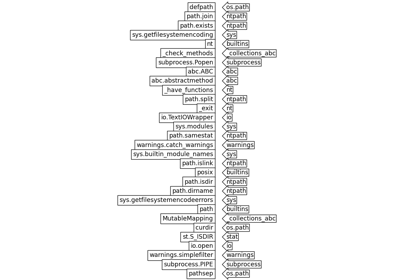 defpath os.path
path.join ntpath
path.exists ntpath
sys.getfilesystemencoding sys
nt builtins
_check_methods _collections_abc
subprocess.Popen subprocess
abc.ABC abc
abc.abstractmethod abc
_have_functions nt
path.split ntpath
_exit nt
io.TextIOWrapper io
sys.modules sys
path.samestat ntpath
warnings.catch_warnings warnings
sys.builtin_module_names sys
path.islink ntpath
posix builtins
path.isdir ntpath
path.dirname ntpath
sys.getfilesystemencodeerrors sys
path builtins
MutableMapping _collections_abc
curdir os.path
st.S_ISDIR stat
io.open io
warnings.simplefilter warnings
subprocess.PIPE subprocess
pathsep os.path